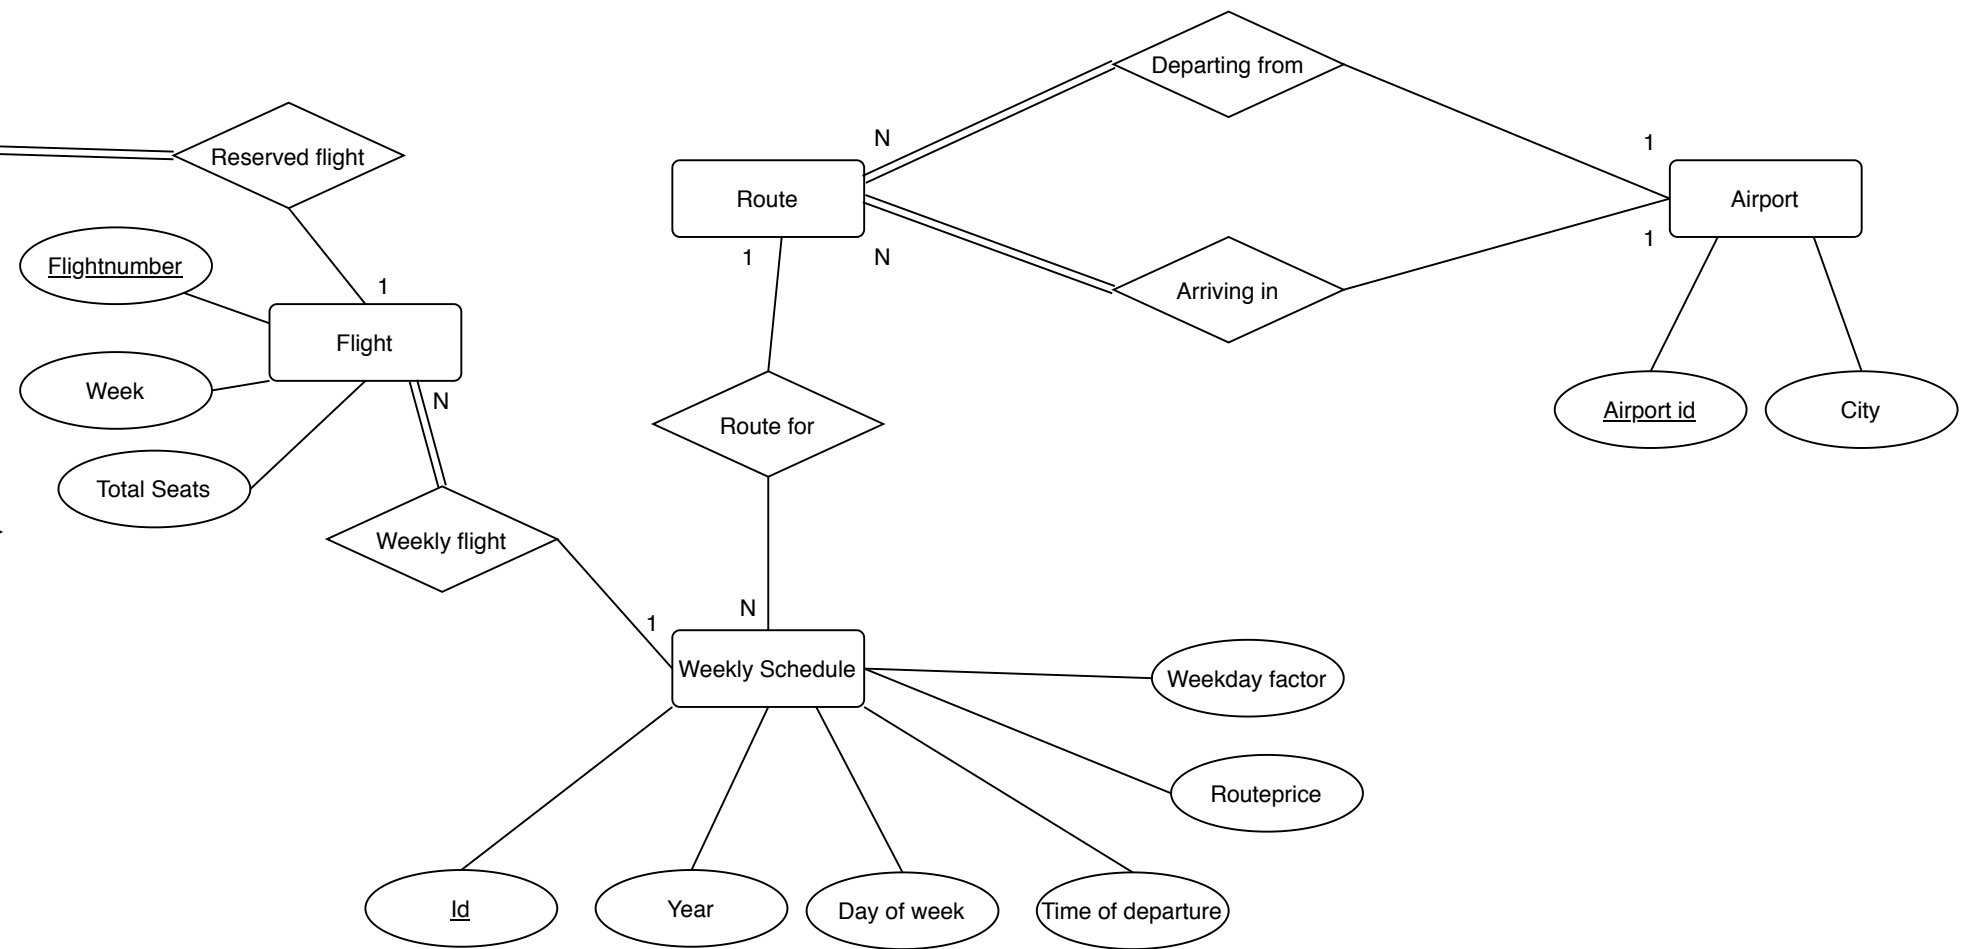 Departing from
N
1
Reserved flight
Route
Airport
1
N
1
Flightnumber
1
Arriving in
Flight
Week
N
Route for
Airport id
City
Total Seats
Weekly flight
N
1
Weekly Schedule
Weekday factor
Routeprice
Id
Year
Day of week
Time of departure